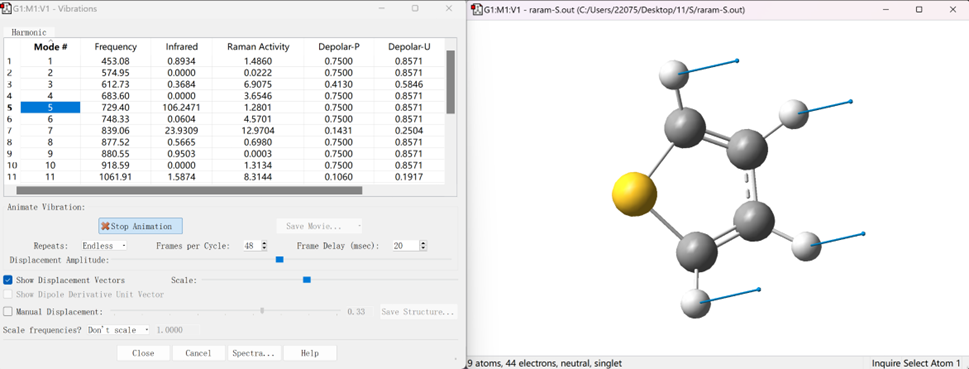 G1:M1:V1 - Vibrations
Harmonic
Mode # Frequency Infrared Raman Activity Depolar-P Depolar-U
1 1 453.08 0.8934 1.4860 0.7500 0.8571
2 2 574.95 0.0000 0.0222 0.7500 0.8571
3 3 612.73 0.3684 6.9075 0.4130 0.5846
4 4 683.60 0.0000 3.6546 0.7500 0.8571
5 5 729.40 106.2471 1.2801 0.7500 0.8571
6 6 748.33 0.0604 4.5701 0.7500 0.8571
7 7 839.06 23.9309 12.9704 0.1431 0.2504
8 8 877.52 0.5665 0.6980 0.7500 0.8571
9 9 880.55 0.9503 0.0003 0.7500 0.8571
10 10 918.59 0.0000 1.3134 0.7500 0.8571
11 11 1061.91 1.5874 8.3144 0.1060 0.1917
Animate Vibration:
Stop Animation Save Movie...
Repeats: Endless Frames per Cycle: 48 Frame Delay (msec): 20
Displacement Amplitude:
Show Displacement Vectors Scale:
Show Dipole Derivative Unit Vector
Manual Displacement: 0.33 Save Structure...
Scale frequencies? Don't scale 1.0000
Close Cancel Spectra... Help
G1:M1:V1 - raram-S.out (C:/Users/22075/Desktop/11/S/raram-S.out)
9 atoms, 44 electrons, neutral, singlet Inquire Select Atom 1